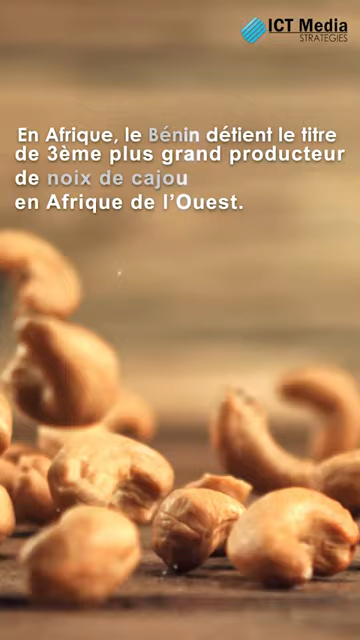 ICT Media
STRATEGIES
En Afrique, le Bénin détient le titre
de 3ème plus grand producteur
de noix de cajou
en Afrique de l'Ouest.